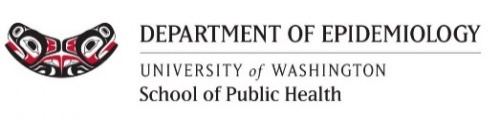 DEPARTMENT OF EPIDEMIOLOGY
UNIVERSITY of WASHINGTON
School of Public Health